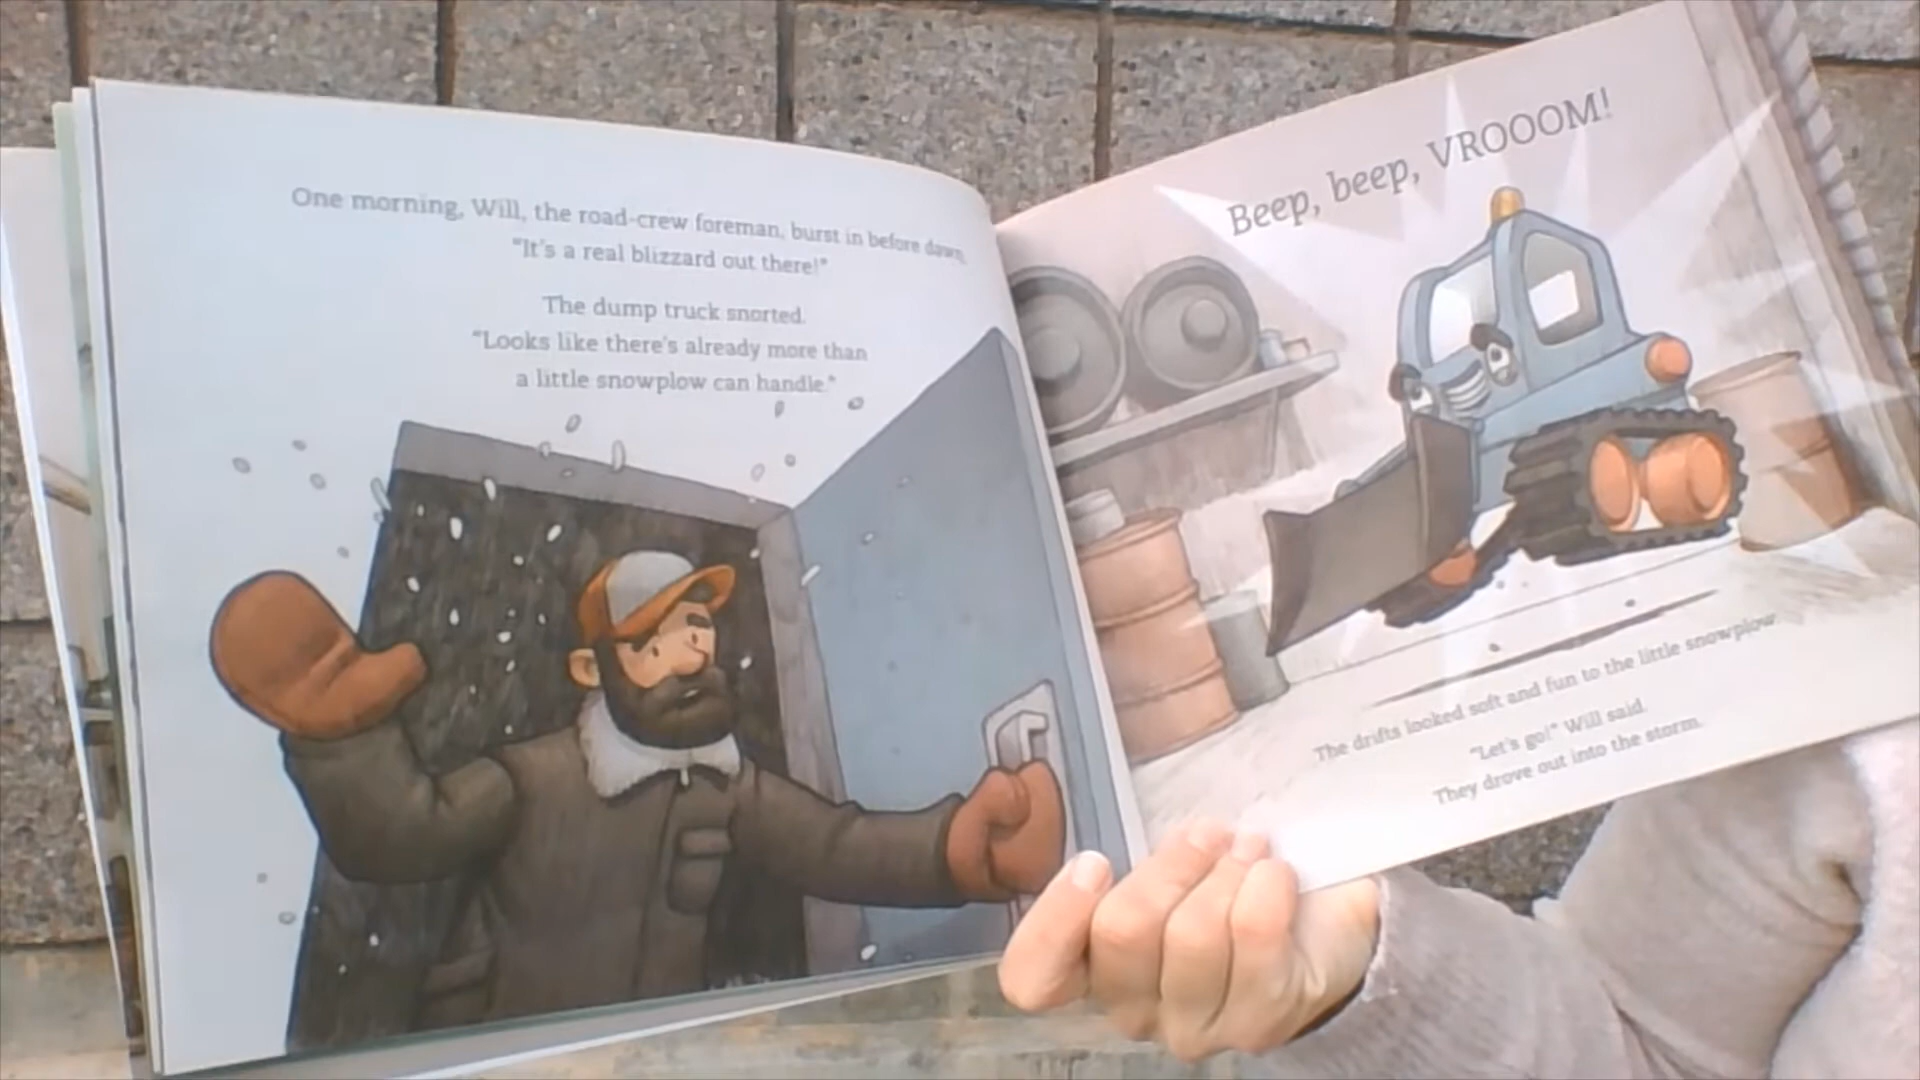 One morning, Will, the road-crew foreman, burst in before dawn.
"It's a real blizzard out there!"
The dump truck snorted.
"Looks like there's already more than
a little snowplow can handle."
Beep, beep, VROOOM!
The drifts looked soft and fun to the little snowplow.
"Let's go!" Will said.
They drove out into the storm.